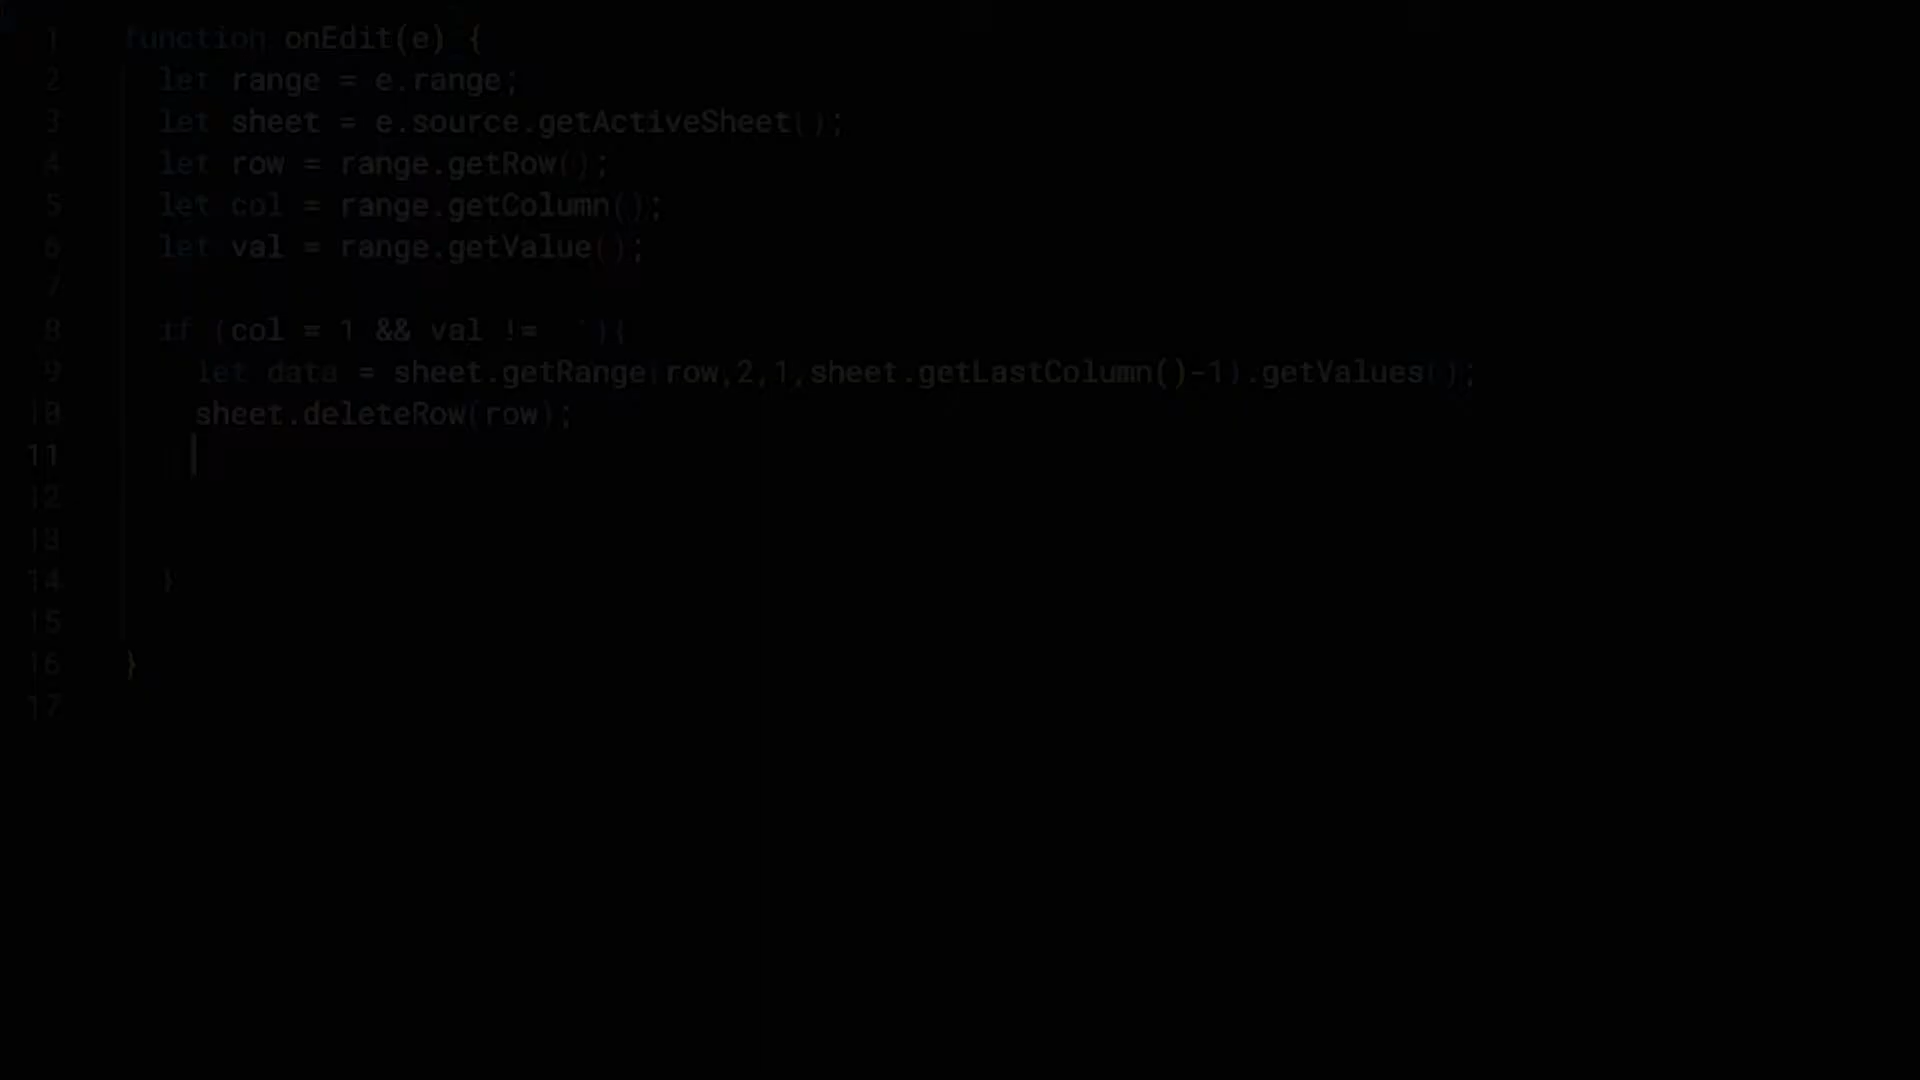 1 function onEdit(e) {
2 let range = e.range;
3 let sheet = e.source.getActiveSheet();
4 let row = range.getRow();
5 let col = range.getColumn();
6 let val = range.getValue();
7
8 if (col = 1 && val != ''){
9 let data = sheet.getRange(row,2,1,sheet.getLastColumn()-1).getValues();
10 sheet.deleteRow(row);
11
12
13
14 }
15
16 }
17